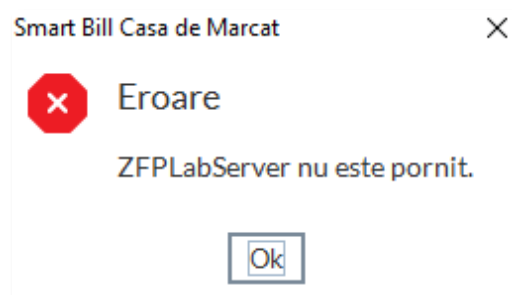 Smart Bill Casa de Marcat
Eroare
ZFPLabServer nu este pornit.
Ok